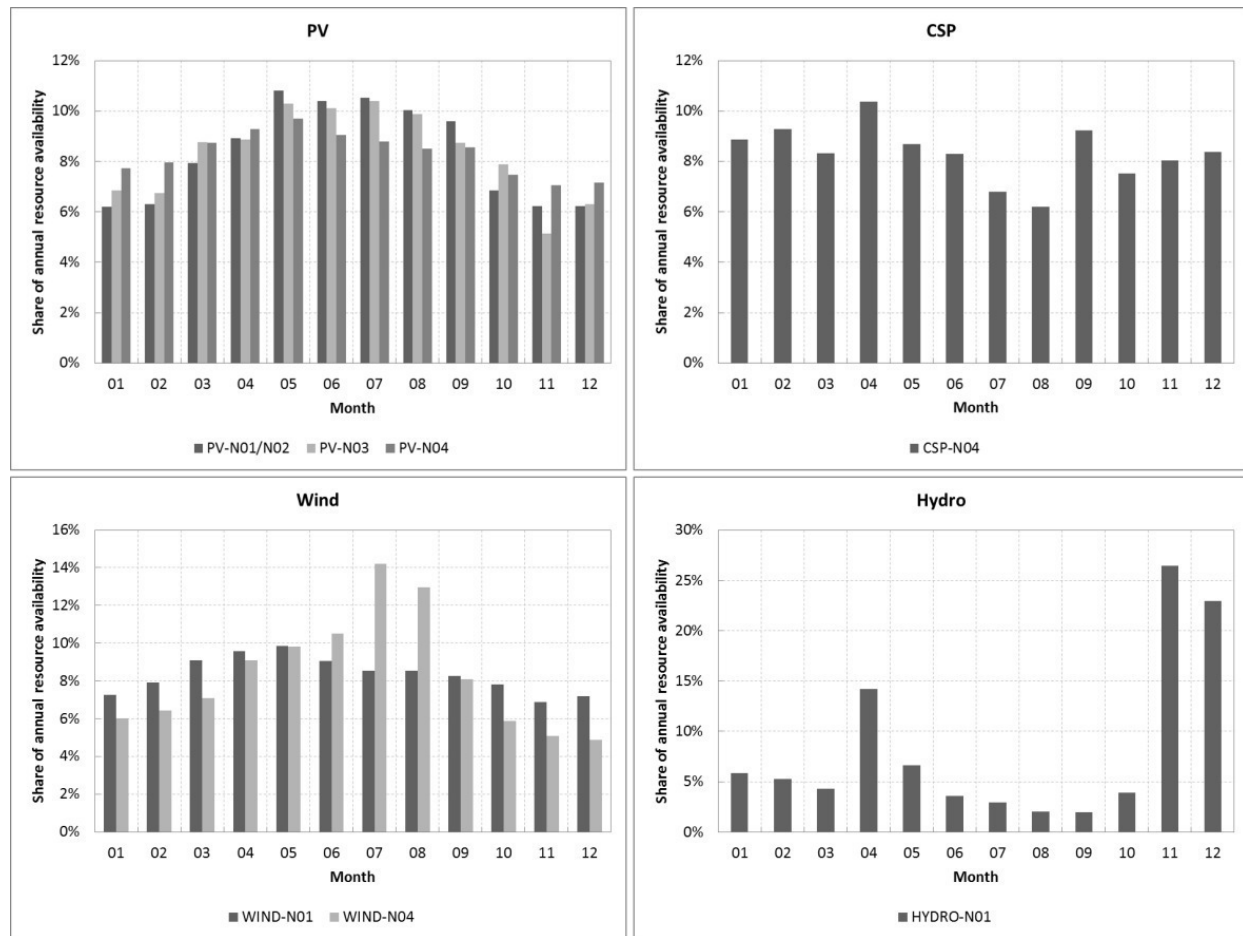 PV
Share of annual resource availability
12%
10%
8%
6%
4%
2%
0%
01 02 03 04 05 06 07 08 09 10 11 12
Month
PV-N01/N02 PV-N03 PV-N04
CSP
Share of annual resource availability
12%
10%
8%
6%
4%
2%
0%
01 02 03 04 05 06 07 08 09 10 11 12
Month
CSP-N04
Wind
Share of annual resource availability
16%
14%
12%
10%
8%
6%
4%
2%
0%
01 02 03 04 05 06 07 08 09 10 11 12
Month
WIND-N01 WIND-N04
Hydro
Share of annual resource availability
30%
25%
20%
15%
10%
5%
0%
01 02 03 04 05 06 07 08 09 10 11 12
Month
HYDRO-N01